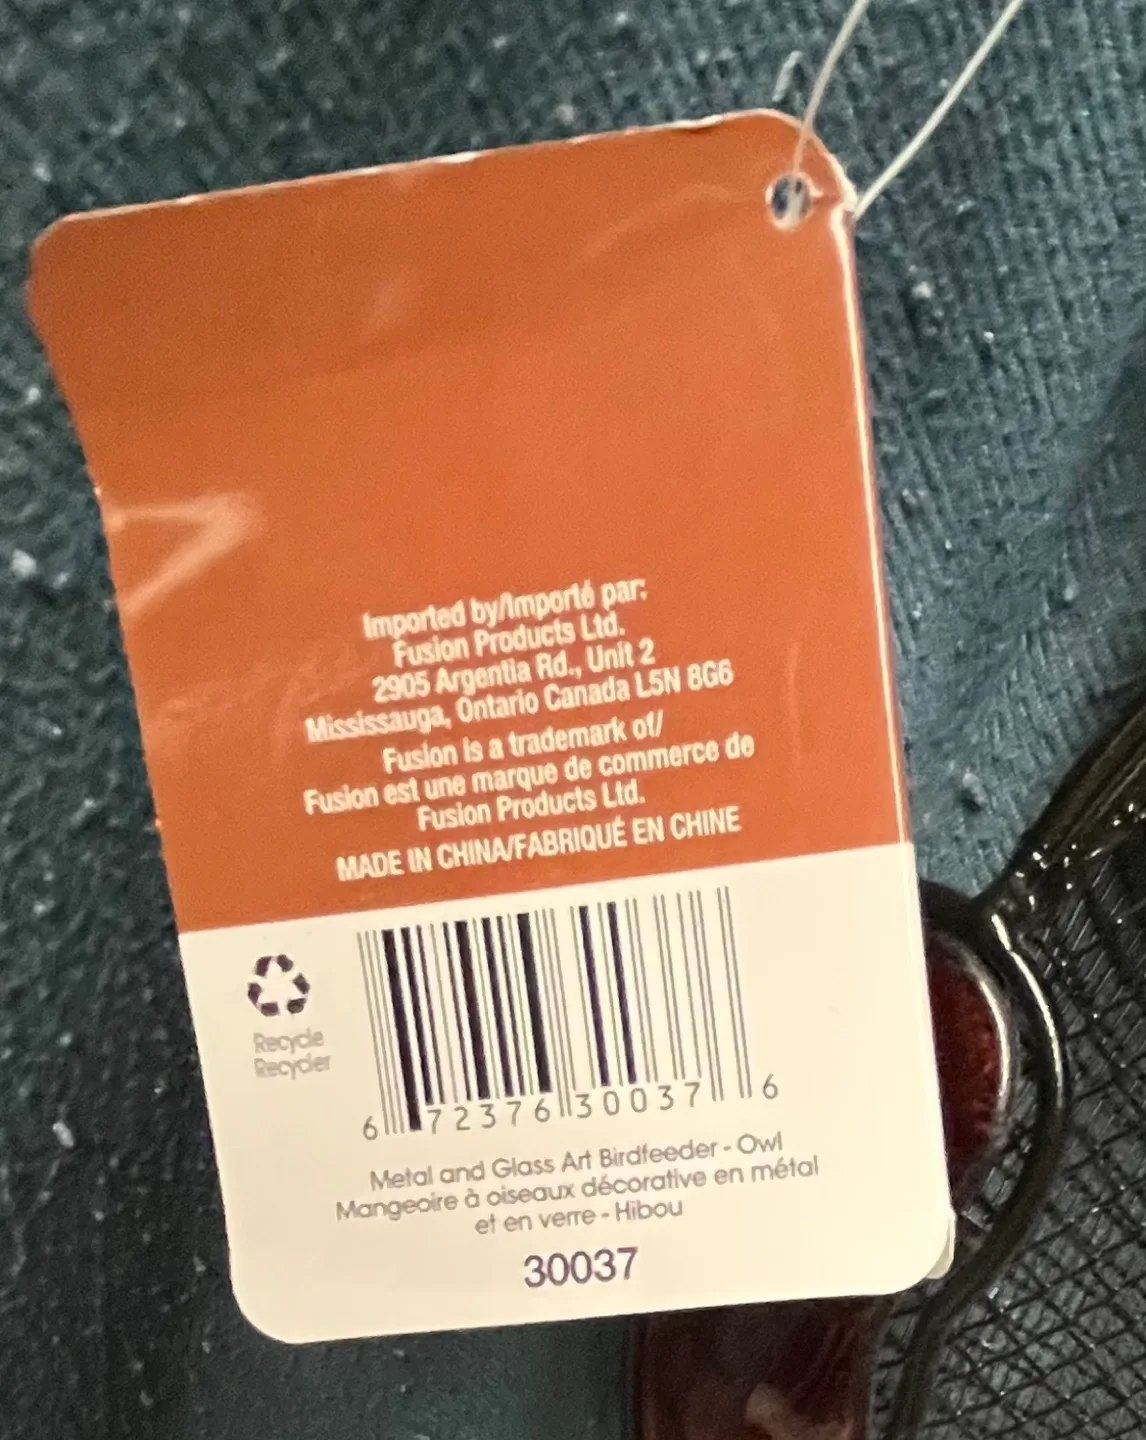 Imported by/Importé par:
Fusion Products Ltd.
2905 Argentia Rd., Unit 2
Mississauga, Ontario Canada L5N 8G6
Fusion is a trademark of/
Fusion est une marque de commerce de
Fusion Products Ltd.
MADE IN CHINA/FABRIQUÉ EN CHINE
Recycle
Recycler
6 72376 30037 6
Metal and Glass Art Birdfeeder - Owl
Mangeoire à oiseaux décorative en métal
et en verre - Hibou
30037